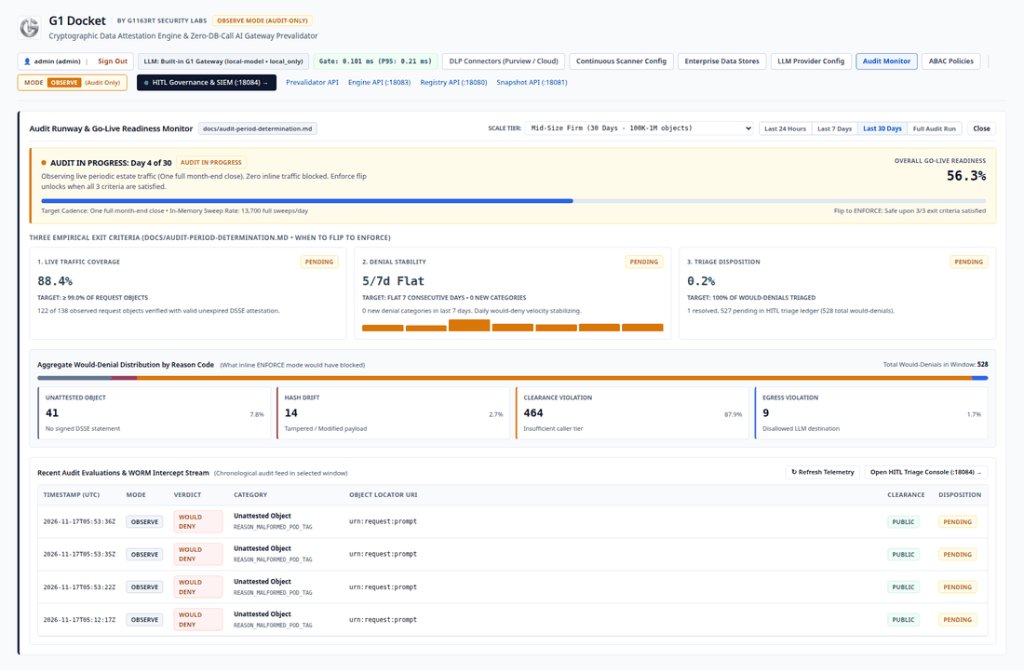 G1 Docket BY G1163RT SECURITY LABS OBSERVE MODE (AUDIT-ONLY)
Cryptographic Data Attestation Engine & Zero-DB-Call AI Gateway Prevalidator
admin (admin) | Sign Out LLM: Built-in G1 Gateway (local-model • local_only) Gate: 0.101 ms (P95: 0.21 ms) DLP Connectors (Purview / Cloud) Continuous Scanner Config Enterprise Data Stores LLM Provider Config Audit Monitor ABAC Policies
MODE OBSERVE (Audit Only) HITL Governance & SIEM (:18084) → Prevalidator API Engine API (:18083) Registry API (:18080) Snapshot API (:18081)
Audit Runway & Go-Live Readiness Monitor docs/audit-period-determination.md SCALE TIER: Mid-Size Firm (30 Days - 100K-1M objects) Last 24 Hours Last 7 Days Last 30 Days Full Audit Run Close
AUDIT IN PROGRESS: Day 4 of 30 AUDIT IN PROGRESS OVERALL GO-LIVE READINESS
Observing live periodic estate traffic (One full month-end close). Zero inline traffic blocked. Enforce flip
unlocks when all 3 criteria are satisfied.
56.3%
Target Cadence: One full month-end close • In-Memory Sweep Rate: 13,700 full sweeps/day Flip to ENFORCE: Safe upon 3/3 exit criteria satisfied
THREE EMPIRICAL EXIT CRITERIA (DOCS/AUDIT-PERIOD-DETERMINATION.MD • WHEN TO FLIP TO ENFORCE)
1. LIVE TRAFFIC COVERAGE PENDING
88.4%
TARGET: ≥ 99.0% OF REQUEST OBJECTS
122 of 138 observed request objects verified with valid unexpired DSSE attestation.
2. DENIAL STABILITY PENDING
5/7d Flat
TARGET: FLAT 7 CONSECUTIVE DAYS • 0 NEW CATEGORIES
0 new denial categories in last 7 days. Daily would-deny velocity stabilizing.
3. TRIAGE DISPOSITION PENDING
0.2%
TARGET: 100% OF WOULD-DENIALS TRIAGED
1 resolved, 527 pending in HITL triage ledger (528 total would-denials).
Aggregate Would-Denial Distribution by Reason Code (What inline ENFORCE mode would have blocked) Total Would-Denials in Window: 528
UNATTESTED OBJECT
41 7.8%
No signed DSSE statement
HASH DRIFT
14 2.7%
Tampered / Modified payload
CLEARANCE VIOLATION
464 87.9%
Insufficient caller tier
EGRESS VIOLATION
9 1.7%
Disallowed LLM destination
Recent Audit Evaluations & WORM Intercept Stream (Chronological audit feed in selected window) ↻ Refresh Telemetry Open HITL Triage Console (:18084) →
TIMESTAMP (UTC) MODE VERDICT CATEGORY OBJECT LOCATOR URI CLEARANCE DISPOSITION
2026-11-17T05:53:36Z OBSERVE WOULD DENY Unattested Object REASON_MALFORMED_POD_TAG urn:request:prompt PUBLIC PENDING
2026-11-17T05:53:35Z OBSERVE WOULD DENY Unattested Object REASON_MALFORMED_POD_TAG urn:request:prompt PUBLIC PENDING
2026-11-17T05:53:22Z OBSERVE WOULD DENY Unattested Object REASON_MALFORMED_POD_TAG urn:request:prompt PUBLIC PENDING
2026-11-17T05:12:17Z OBSERVE WOULD DENY Unattested Object REASON_MALFORMED_POD_TAG urn:request:prompt PUBLIC PENDING